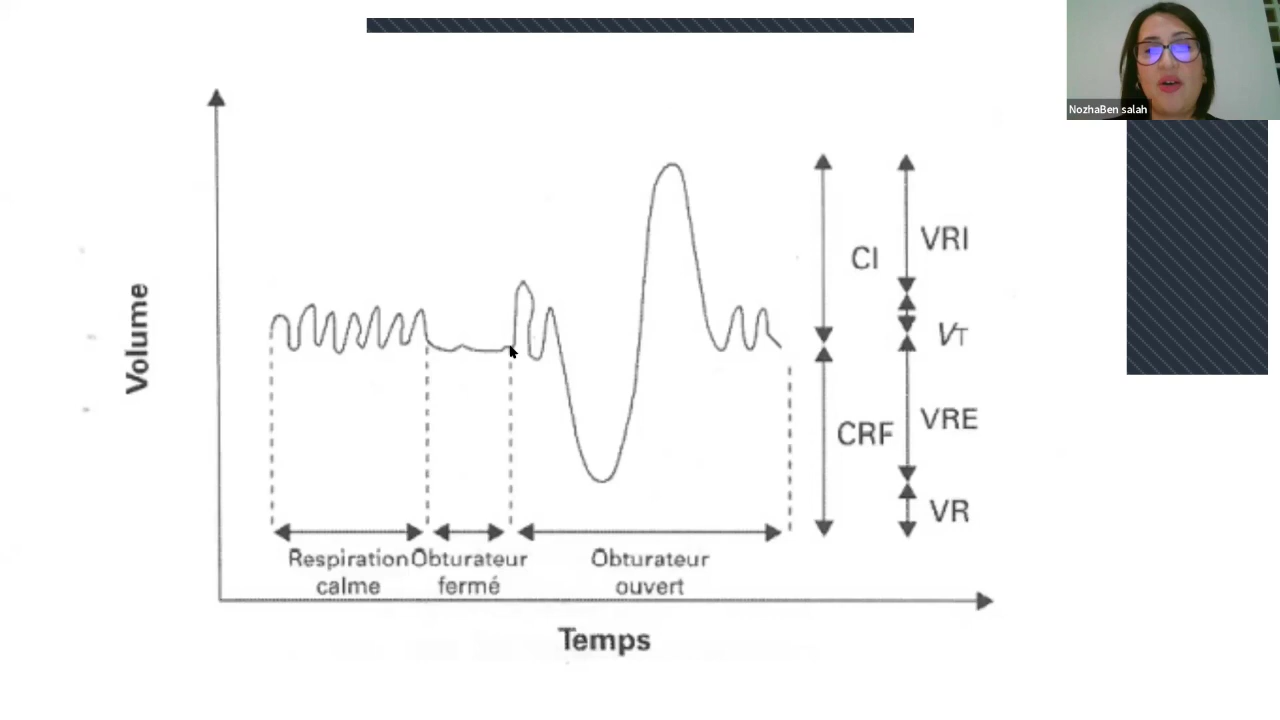 NozhaBen salah
Volume
CI
VRI
VT
CRF
VRE
VR
Respiration
calme
Obturateur
fermé
Obturateur
ouvert
Temps